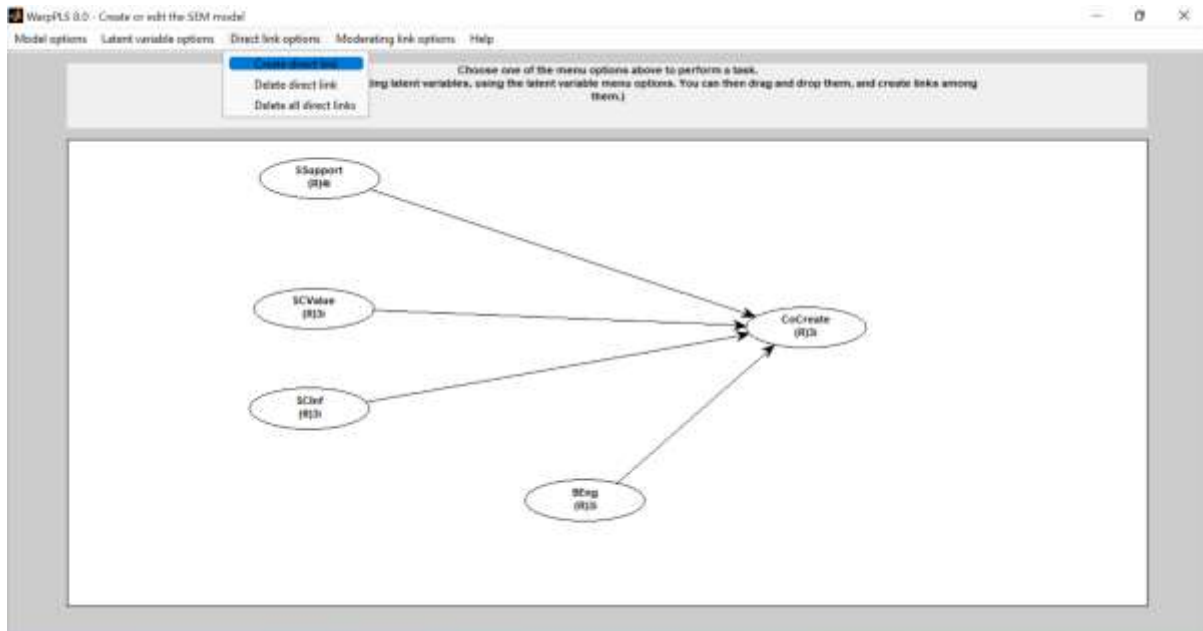 WarpPLS 8.0 - Create or edit the SEM model
Model options Latent variable options Direct link options Moderating link options Help
Create direct link
Delete direct link
Delete all direct links
Choose one of the menu options above to perform a task.
ting latent variables, using the latent variable menu options. You can then drag and drop them, and create links among
them.)
SSupport
(R)4i
SCValue
(R)3i
CoCreate
(R)3i
SCInf
(R)3i
BEng